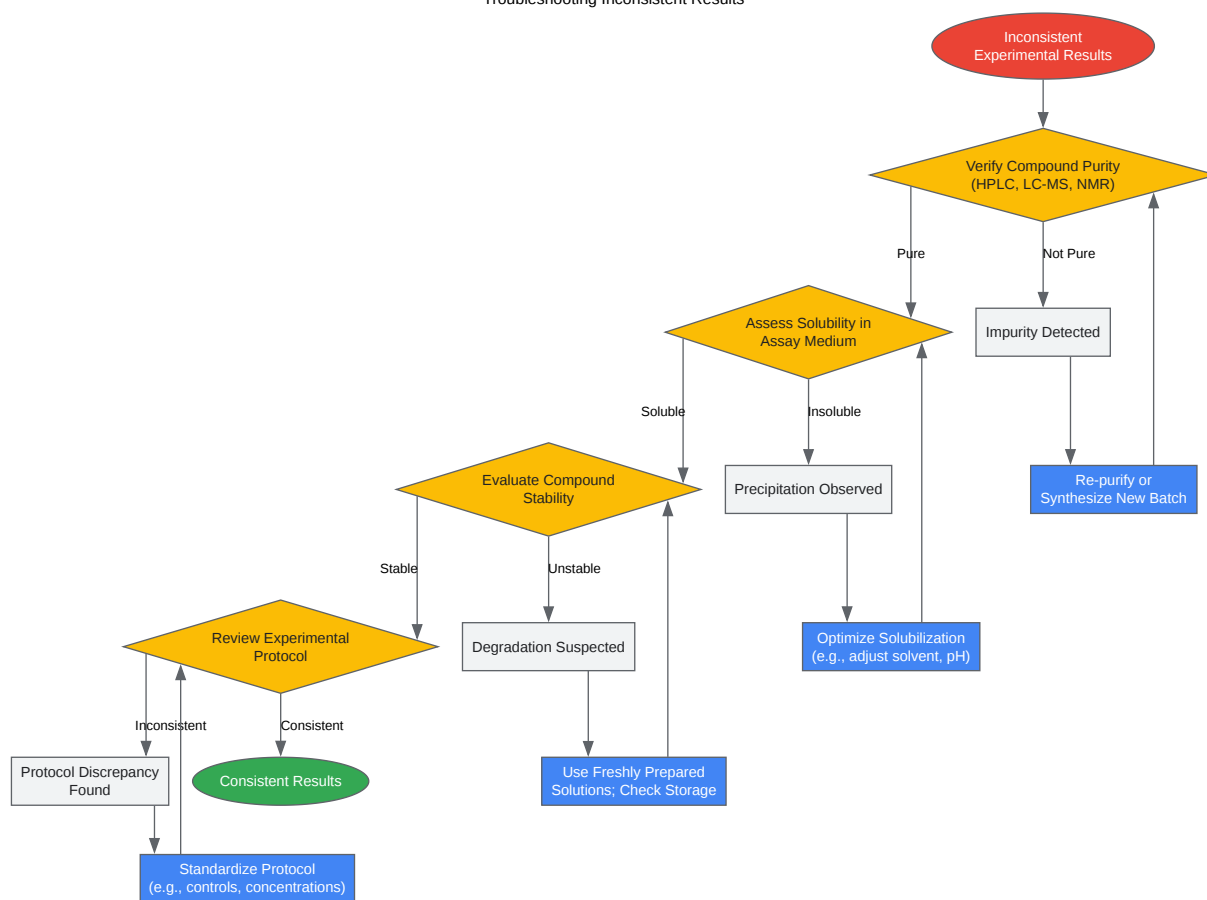 Troubleshooting Inconsistent Results
Inconsistent
Experimental Results
Verify Compound Purity
(HPLC, LC-MS, NMR)
Pure
Not Pure
Assess Solubility in
Assay Medium
Impurity Detected
Soluble
Insoluble
Evaluate Compound
Stability
Precipitation Observed
Re-purify or
Synthesize New Batch
Stable
Unstable
Review Experimental
Protocol
Degradation Suspected
Optimize Solubilization
(e.g., adjust solvent, pH)
Inconsistent
Consistent
Protocol Discrepancy
Found
Consistent Results
Use Freshly Prepared
Solutions; Check Storage
Standardize Protocol
(e.g., controls, concentrations)